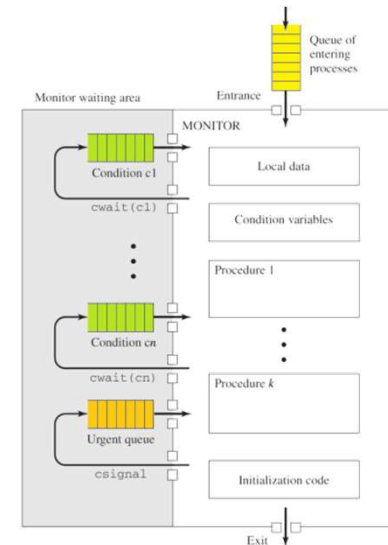 Queue of
entering
processes
Monitor waiting area
Entrance
MONITOR
Condition c1
Local data
cwait(c1)
Condition variables
Procedure 1
Condition cn
cwait(cn)
Procedure k
Urgent queue
csignal
Initialization code
Exit